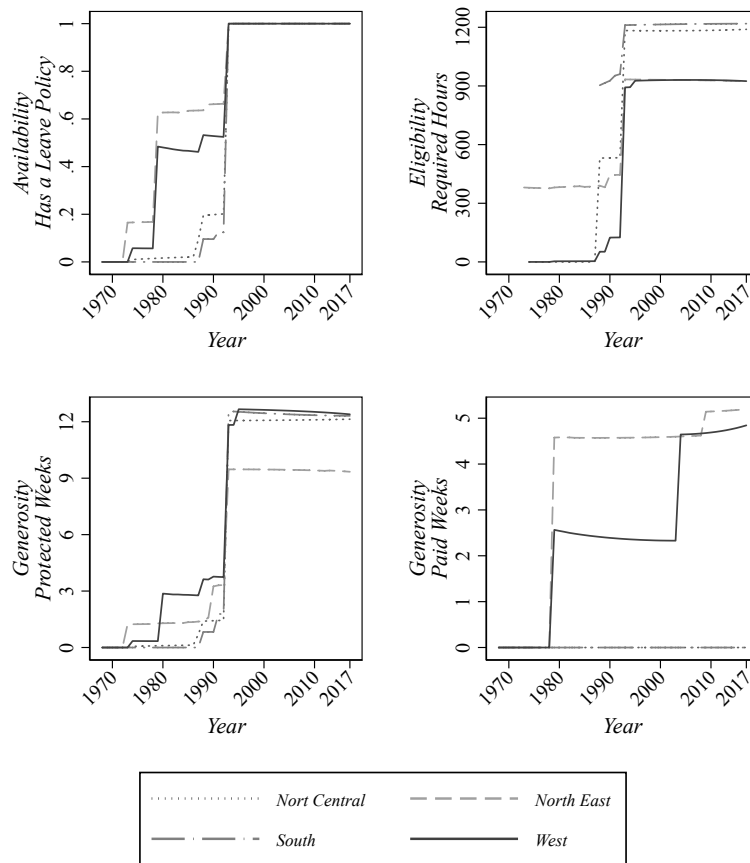 Availability
Has a Leave Policy
1
.8
.6
.4
.2
0
1970
1980
1990
2000
2010
2017
Year
Eligibility
Required Hours
1200
900
600
300
0
1970
1980
1990
2000
2010
2017
Year
Generosity
Protected Weeks
12
9
6
3
0
1970
1980
1990
2000
2010
2017
Year
Generosity
Paid Weeks
5
4
3
2
1
0
1970
1980
1990
2000
2010
2017
Year
Nort Central
North East
South
West